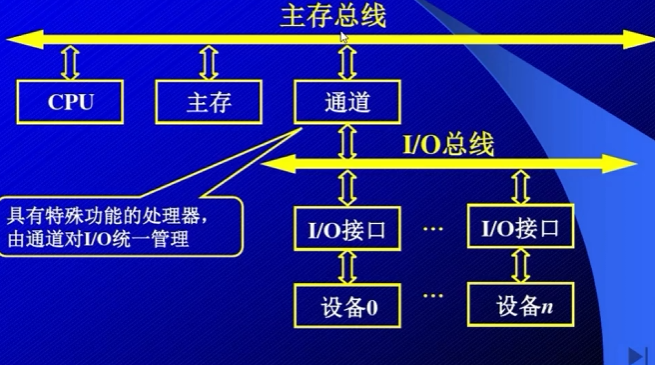 主存总线
CPU
主存
通道
I/O总线
具有特殊功能的处理器，
由通道对I/O统一管理
I/O接口
…
I/O接口
设备0
…
设备n